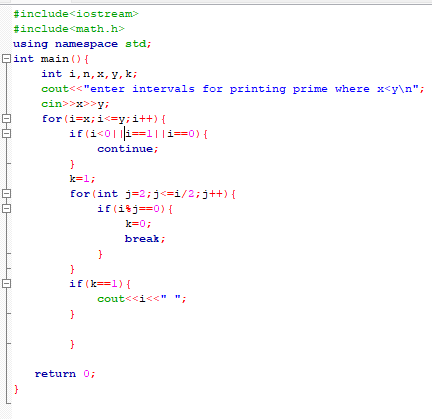 #include<iostream>
#include<math.h>
using namespace std;
int main(){
    int i,n,x,y,k;
    cout<<"enter intervals for printing prime where x<y\n";
    cin>>x>>y;
    for(i=x;i<=y;i++){
        if(i<0||i==1||i==0){
            continue;
        }
        k=1;
        for(int j=2;j<=i/2;j++){
            if(i%j==0){
                k=0;
                break;
            }
        }
        if(k==1){
            cout<<i<<" ";
        }
        }
   return 0;
}